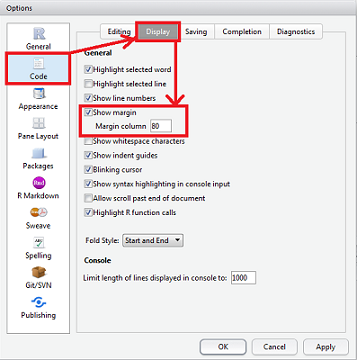 Options
General
Code
Appearance
Pane Layout
Packages
R Markdown
Sweave
Spelling
Git/SVN
Publishing
Editing Display Saving Completion Diagnostics
General
Highlight selected word
Highlight selected line
Show line numbers
Show margin
Margin column 80
Show whitespace characters
Show indent guides
Blinking cursor
Show syntax highlighting in console input
Allow scroll past end of document
Highlight R function calls
Fold Style: Start and End
Console
Limit length of lines displayed in console to: 1000
OK Cancel Apply